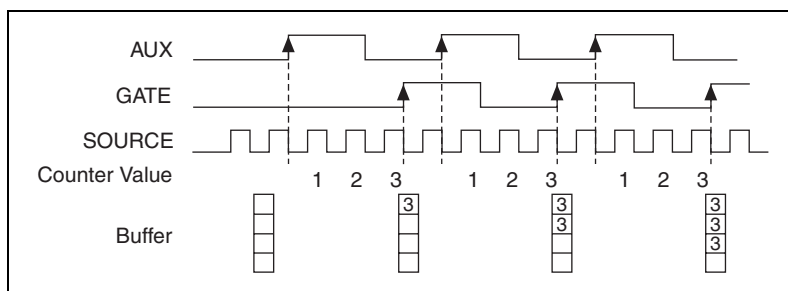 AUX
GATE
SOURCE
Counter Value 1 2 3 1 2 3 1 2 3
Buffer
3 3 3
3 3
3